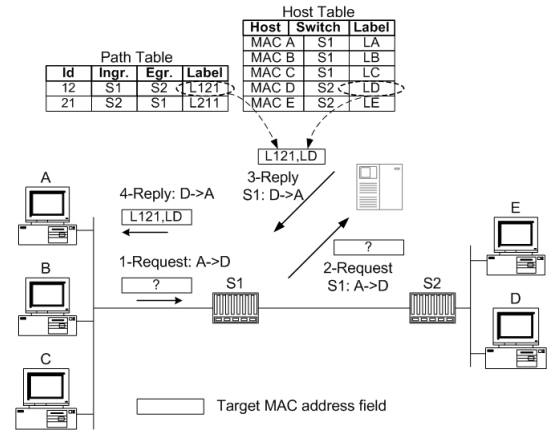 Host Table
Host Switch Label
MAC A S1 LA
MAC B S1 LB
MAC C S1 LC
MAC D S2 LD
MAC E S2 LE
Path Table
Id Ingr. Egr. Label
12 S1 S2 L121
21 S2 S1 L211
L121,LD
3-Reply
S1: D->A
A
4-Reply: D->A
L121,LD
E
?
B
1-Request: A->D
?
S1
2-Request
S1: A->D
S2
D
C
Target MAC address field